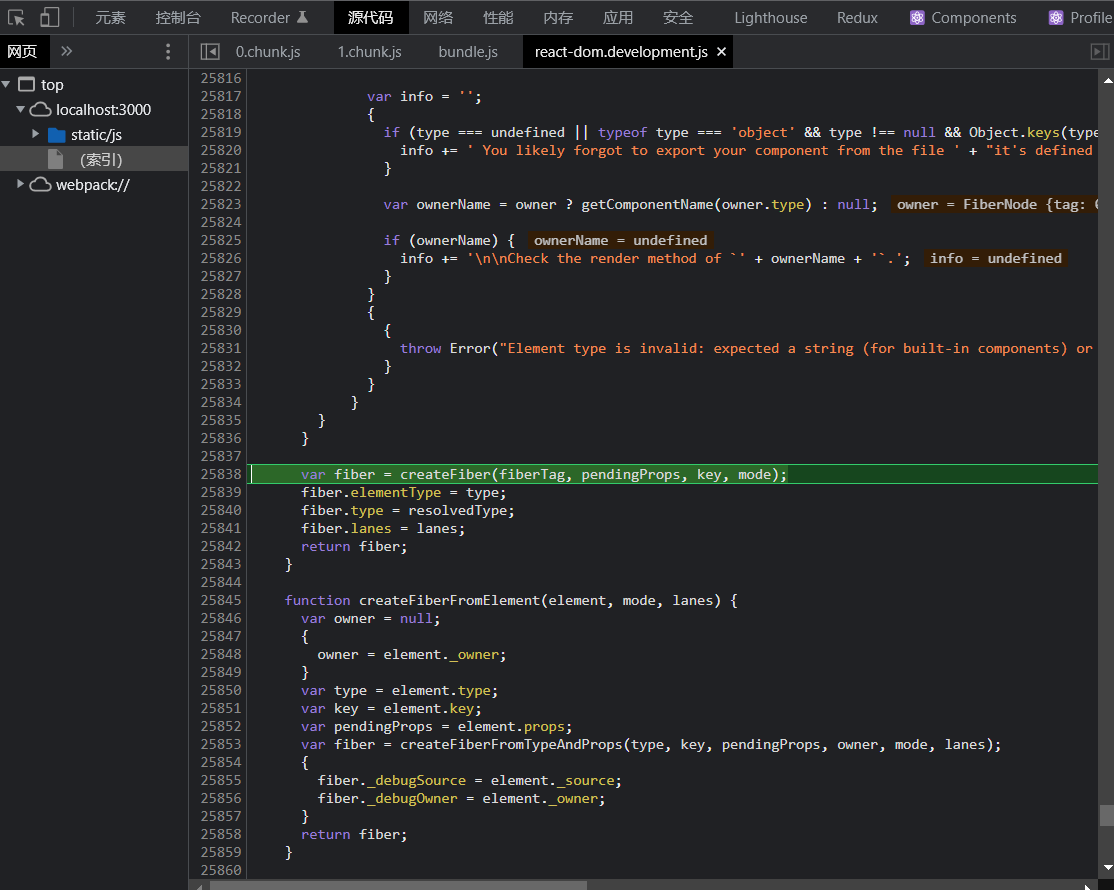 元素 控制台 Recorder 源代码 网络 性能 内存 应用 安全 Lighthouse Redux Components Profile
网页 » 0.chunk.js 1.chunk.js bundle.js react-dom.development.js ×
top
localhost:3000
static/js
(索引)
webpack://
25816
25817 var info = '';
25818 {
25819 if (type === undefined || typeof type === 'object' && type !== null && Object.keys(type
25820 info += ' You likely forgot to export your component from the file ' + "it's defined
25821 }
25822
25823 var ownerName = owner ? getComponentName(owner.type) : null; owner = FiberNode {tag:
25824
25825 if (ownerName) { ownerName = undefined
25826 info += '\n\nCheck the render method of `' + ownerName + '`.'; info = undefined
25827 }
25828 }
25829 {
25830 {
25831 throw Error("Element type is invalid: expected a string (for built-in components) or
25832 }
25833 }
25834 }
25835 }
25836 }
25837
25838 var fiber = createFiber(fiberTag, pendingProps, key, mode);
25839 fiber.elementType = type;
25840 fiber.type = resolvedType;
25841 fiber.lanes = lanes;
25842 return fiber;
25843 }
25844
25845 function createFiberFromElement(element, mode, lanes) {
25846 var owner = null;
25847 {
25848 owner = element._owner;
25849 }
25850 var type = element.type;
25851 var key = element.key;
25852 var pendingProps = element.props;
25853 var fiber = createFiberFromTypeAndProps(type, key, pendingProps, owner, mode, lanes);
25854 {
25855 fiber._debugSource = element._source;
25856 fiber._debugOwner = element._owner;
25857 }
25858 return fiber;
25859 }
25860